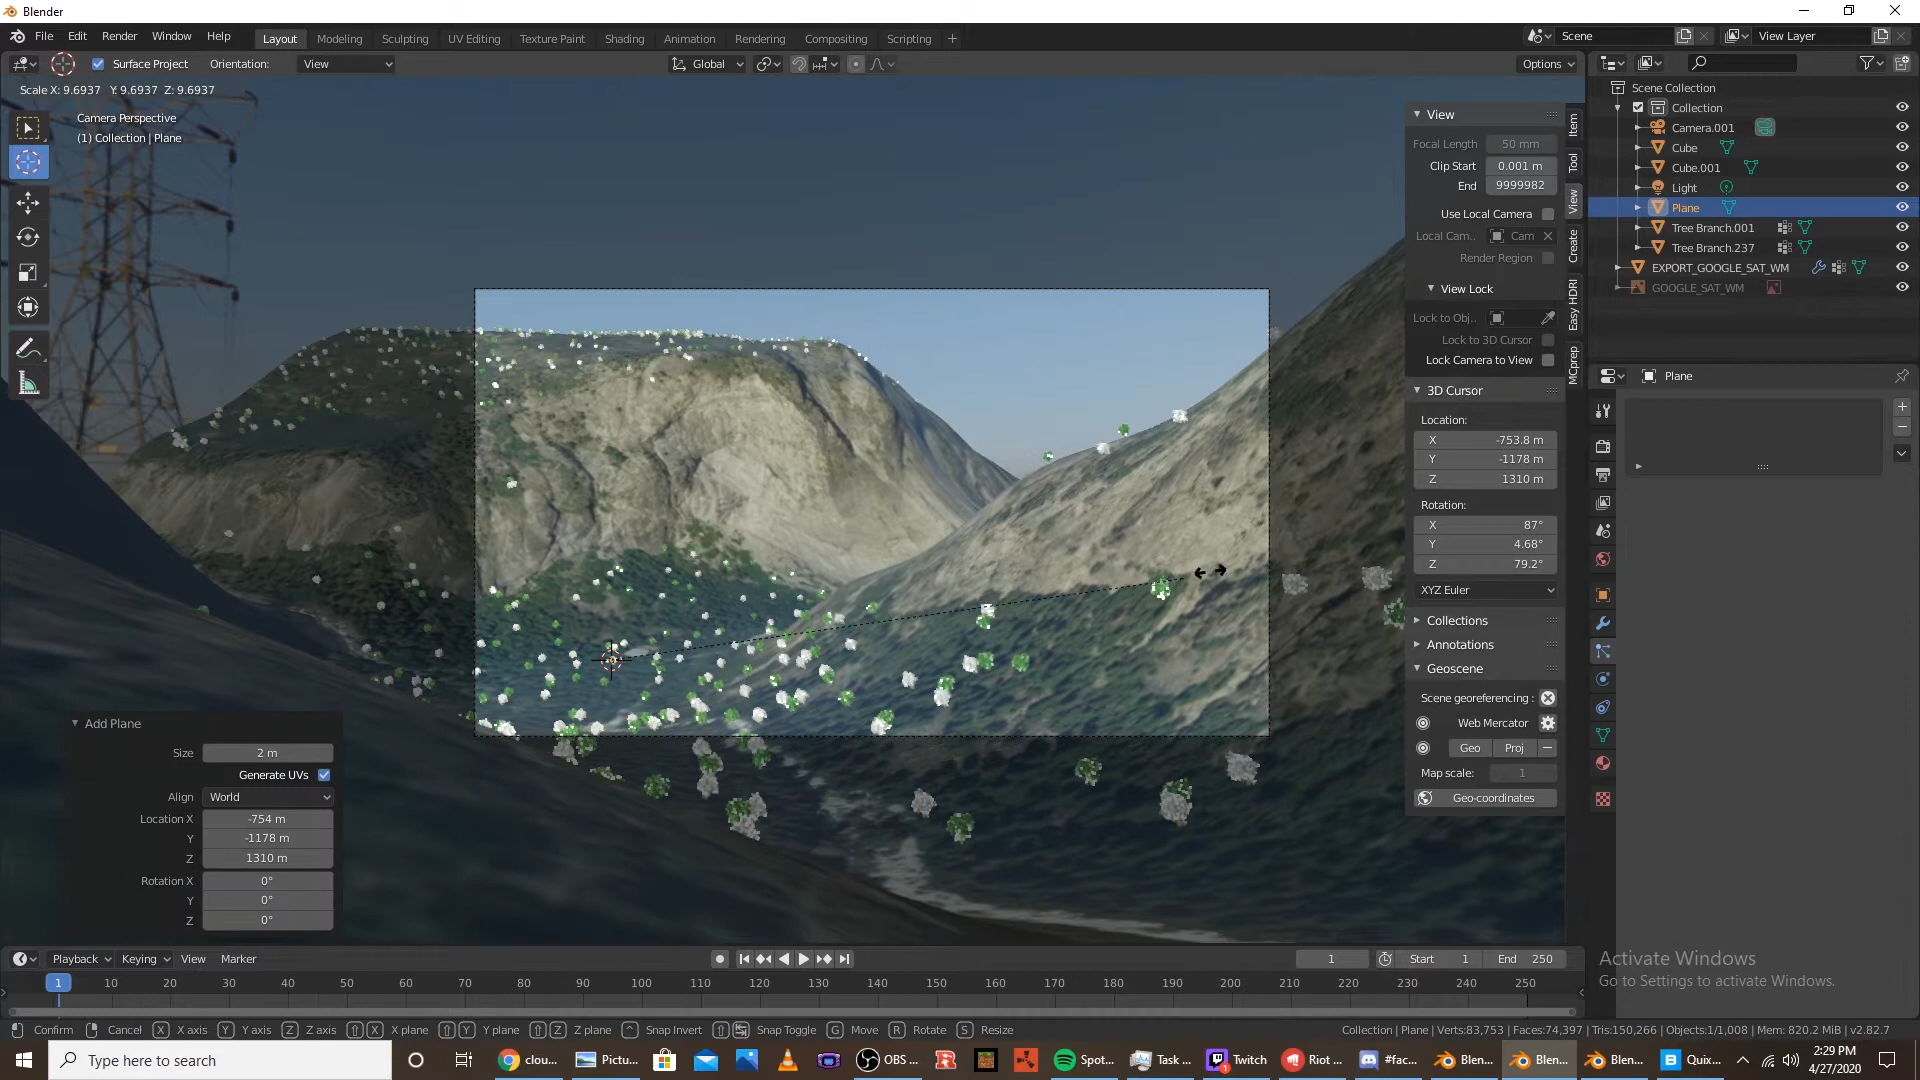 Blender
File Edit Render Window Help
Layout Modeling Sculpting UV Editing Texture Paint Shading Animation Rendering Compositing Scripting +
Scene
View Layer
Surface Project Orientation: View
Global
Options
Scale X: 9.6937 Y: 9.6937 Z: 9.6937
Camera Perspective
(1) Collection | Plane
View
Focal Length 50 mm
Clip Start 0.001 m
End 9999982
Use Local Camera
Local Cam.. Cam
Render Region
View Lock
Lock to Obj..
Lock to 3D Cursor
Lock Camera to View
3D Cursor
Location:
X -753.8 m
Y -1178 m
Z 1310 m
Rotation:
X 87°
Y 4.68°
Z 79.2°
XYZ Euler
Collections
Annotations
Geoscene
Scene georeferencing :
Web Mercator
Geo Proj
Map scale: 1
Geo-coordinates
Item
Tool
View
Create
Easy HDRI
MCprep
Scene Collection
Collection
Camera.001
Cube
Cube.001
Light
Plane
Tree Branch.001
Tree Branch.237
EXPORT_GOOGLE_SAT_WM
GOOGLE_SAT_WM
Plane
Add Plane
Size 2 m
Generate UVs
Align World
Location X -754 m
Y -1178 m
Z 1310 m
Rotation X 0°
Y 0°
Z 0°
Playback Keying View Marker
1 Start 1 End 250
1 10 20 30 40 50 60 70 80 90 100 110 120 130 140 150 160 170 180 190 200 210 220 230 240 250
Activate Windows
Go to Settings to activate Windows.
Confirm Cancel X X axis Y Y axis Z Z axis X X plane Y Y plane Z Z plane Snap Invert Snap Toggle G Move R Rotate S Resize
Collection | Plane | Verts:83,753 | Faces:74,397 | Tris:150,266 | Objects:1/1,008 | Mem: 820.2 MiB | v2.82.7
Type here to search
clou...
Pictu...
OBS ...
Spot...
Task ...
Twitch
Riot ...
#fac...
Blen...
Blen...
Blen...
Quix...
2:29 PM
4/27/2020